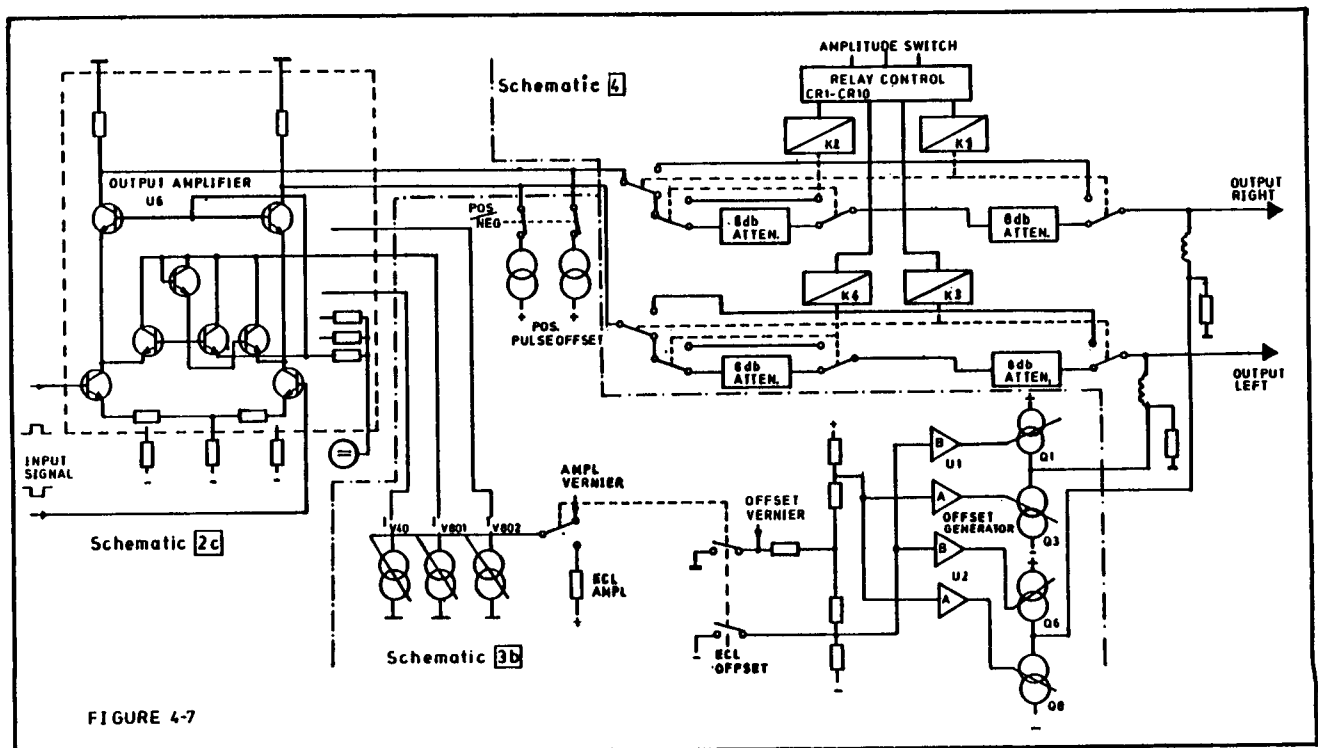 AMPLITUDE SWITCH
RELAY CONTROL
CR1-CR10
Schematic 4
K2
K1
OUTPUT AMPLIFIER
U6
POS
NEG
6db
ATTEN.
6db
ATTEN.
OUTPUT
RIGHT
K4
K3
+
+
POS.
PULSE OFFSET
6db
ATTEN.
6db
ATTEN.
OUTPUT
LEFT
INPUT
SIGNAL
-
-
-
=
Schematic 2c
AMPL
VERNIER
I V40
I V801
I V802
ECL
AMPL
+
Schematic 3b
OFFSET
VERNIER
+
-
ECL
OFFSET
-
B
U1
+
Q1
A
OFFSET
GENERATOR
Q3
-
B
+
U2
Q6
A
Q8
-
FIGURE 4-7